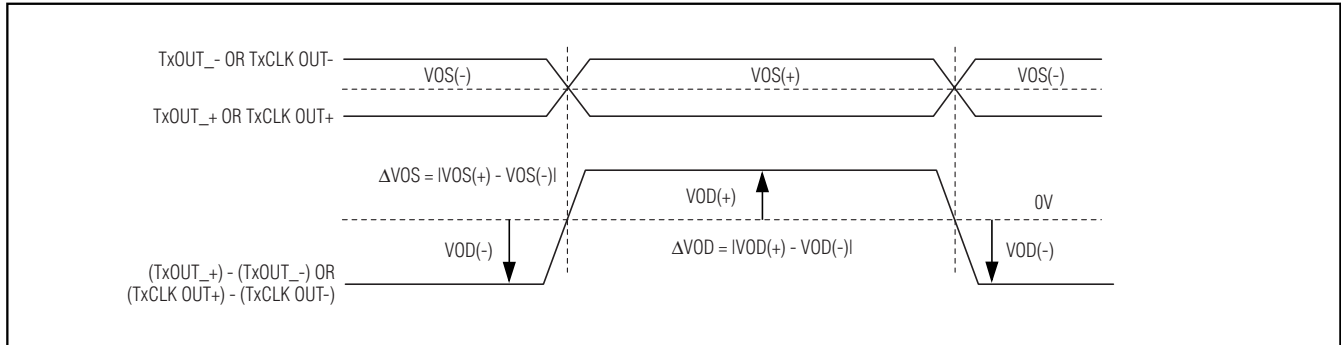 TxOUT_- OR TxCLK OUT-
VOS(-)
VOS(+)
VOS(-)
TxOUT_+ OR TxCLK OUT+
ΔVOS = |VOS(+) - VOS(-)|
VOD(+)
0V
VOD(-)
ΔVOD = |VOD(+) - VOD(-)|
VOD(-)
(TxOUT_+) - (TxOUT_-) OR
(TxCLK OUT+) - (TxCLK OUT-)